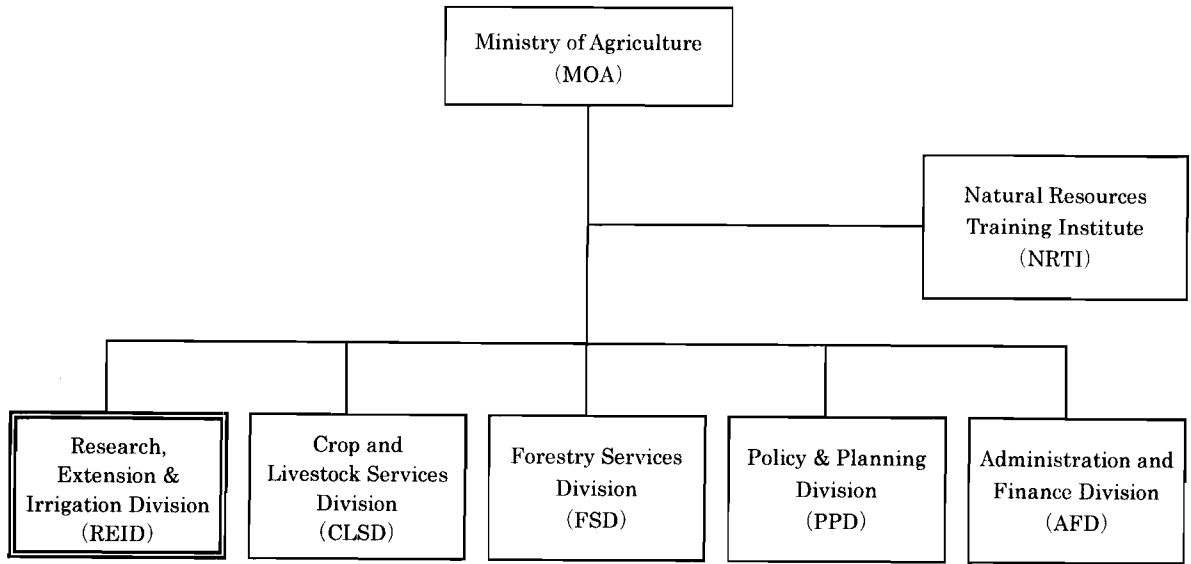 Ministry of Agriculture
(MOA)
Natural Resources
Training Institute
(NRTI)
Research,
Extension &
Irrigation Division
(REID)
Crop and
Livestock Services
Division
(CLSD)
Forestry Services
Division
(FSD)
Policy & Planning
Division
(PPD)
Administration and
Finance Division
(AFD)